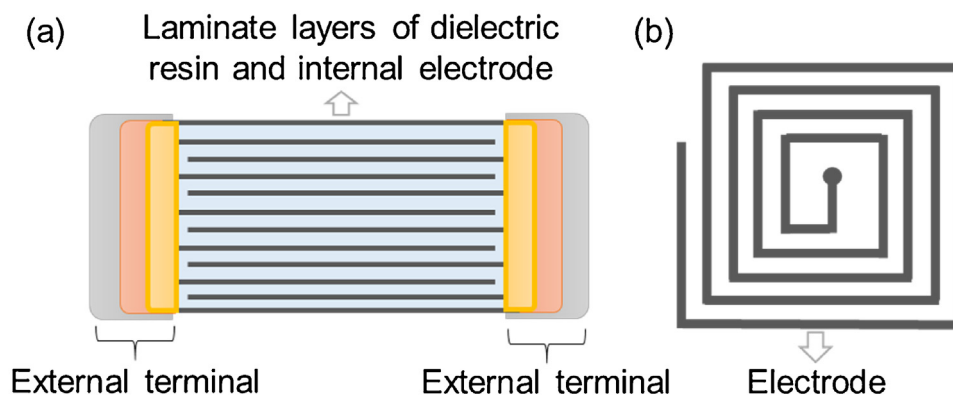 (a)
Laminate layers of dielectric
resin and internal electrode
(b)
External terminal
External terminal
Electrode